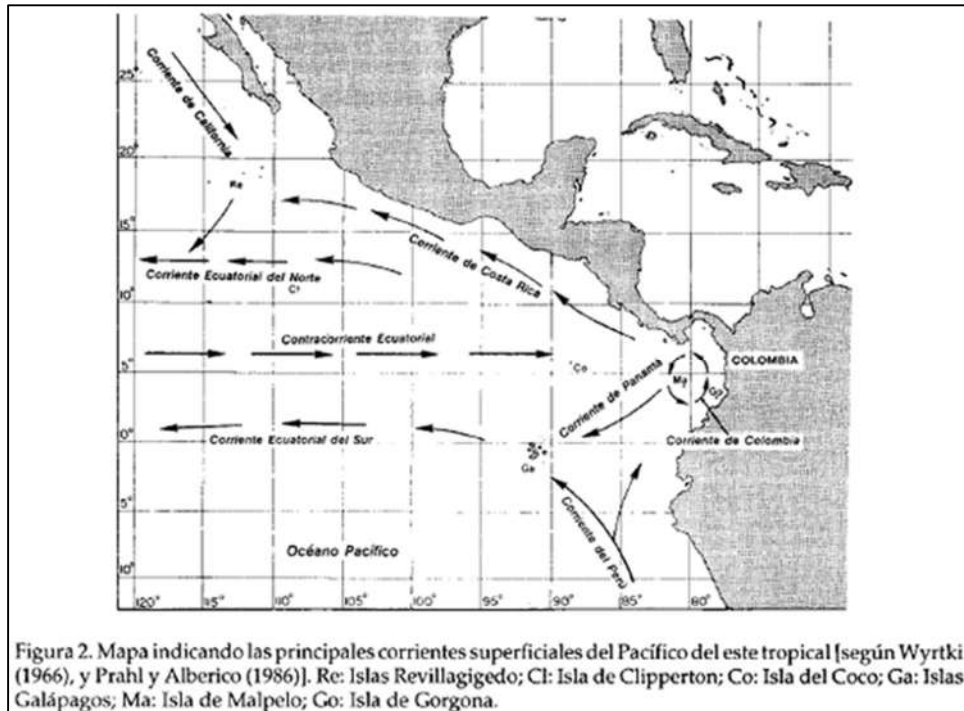 Corriente de California
25°
20°
Re
15°
Corriente de Costa Rica
Corriente Ecuatorial del Norte
Cl
10°
Contracorriente Ecuatorial
COLOMBIA
5°
Co
Corriente de Panama
Go
0°
Corriente Ecuatorial del Sur
Corriente de Colombia
Ga
5°
Corriente del Perú
Océano Pacífico
10°
120° 115° 110° 105° 100° 95° 90° 85° 80°
Figura 2. Mapa indicando las principales corrientes superficiales del Pacífico del este tropical [según Wyrtki
(1966), y Prahl y Alberico (1986)]. Re: Islas Revillagigedo; Cl: Isla de Clipperton; Co: Isla del Coco; Ga: Islas
Galápagos; Ma: Isla de Malpelo; Go: Isla de Gorgona.